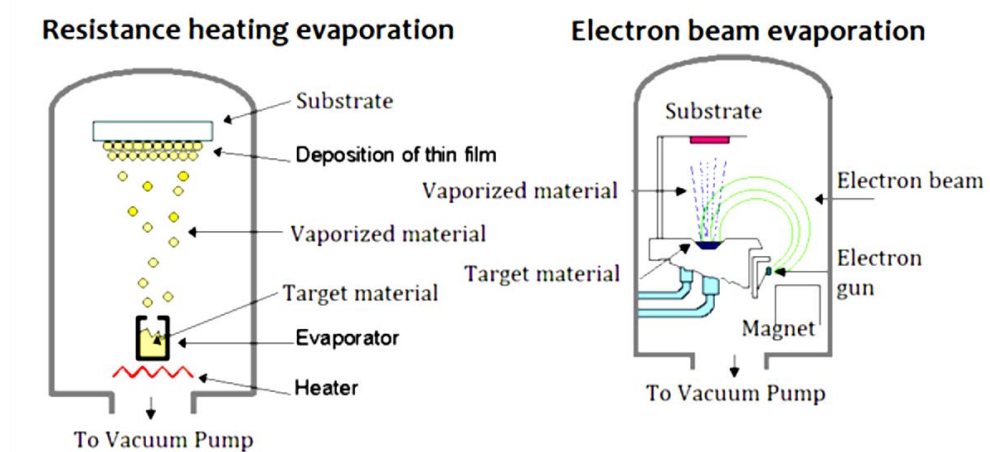 Resistance heating evaporation
Substrate
Deposition of thin film
Vaporized material
Target material
Evaporator
Heater
To Vacuum Pump
Electron beam evaporation
Substrate
Vaporized material
Electron beam
Target material
Electron
gun
Magnet
To Vacuum Pump